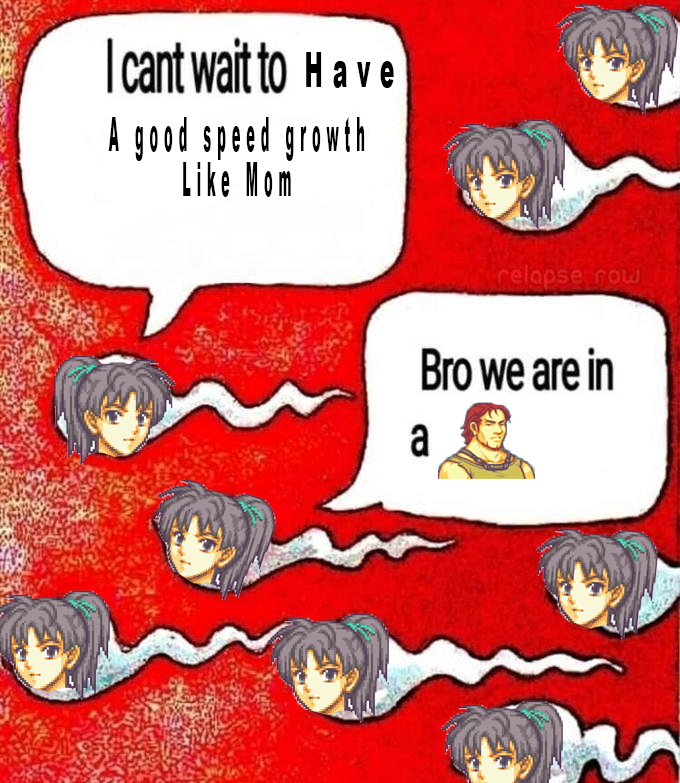 I cant wait to Have
A good speed growth
Like Mom
relapse row
Bro we are in
a